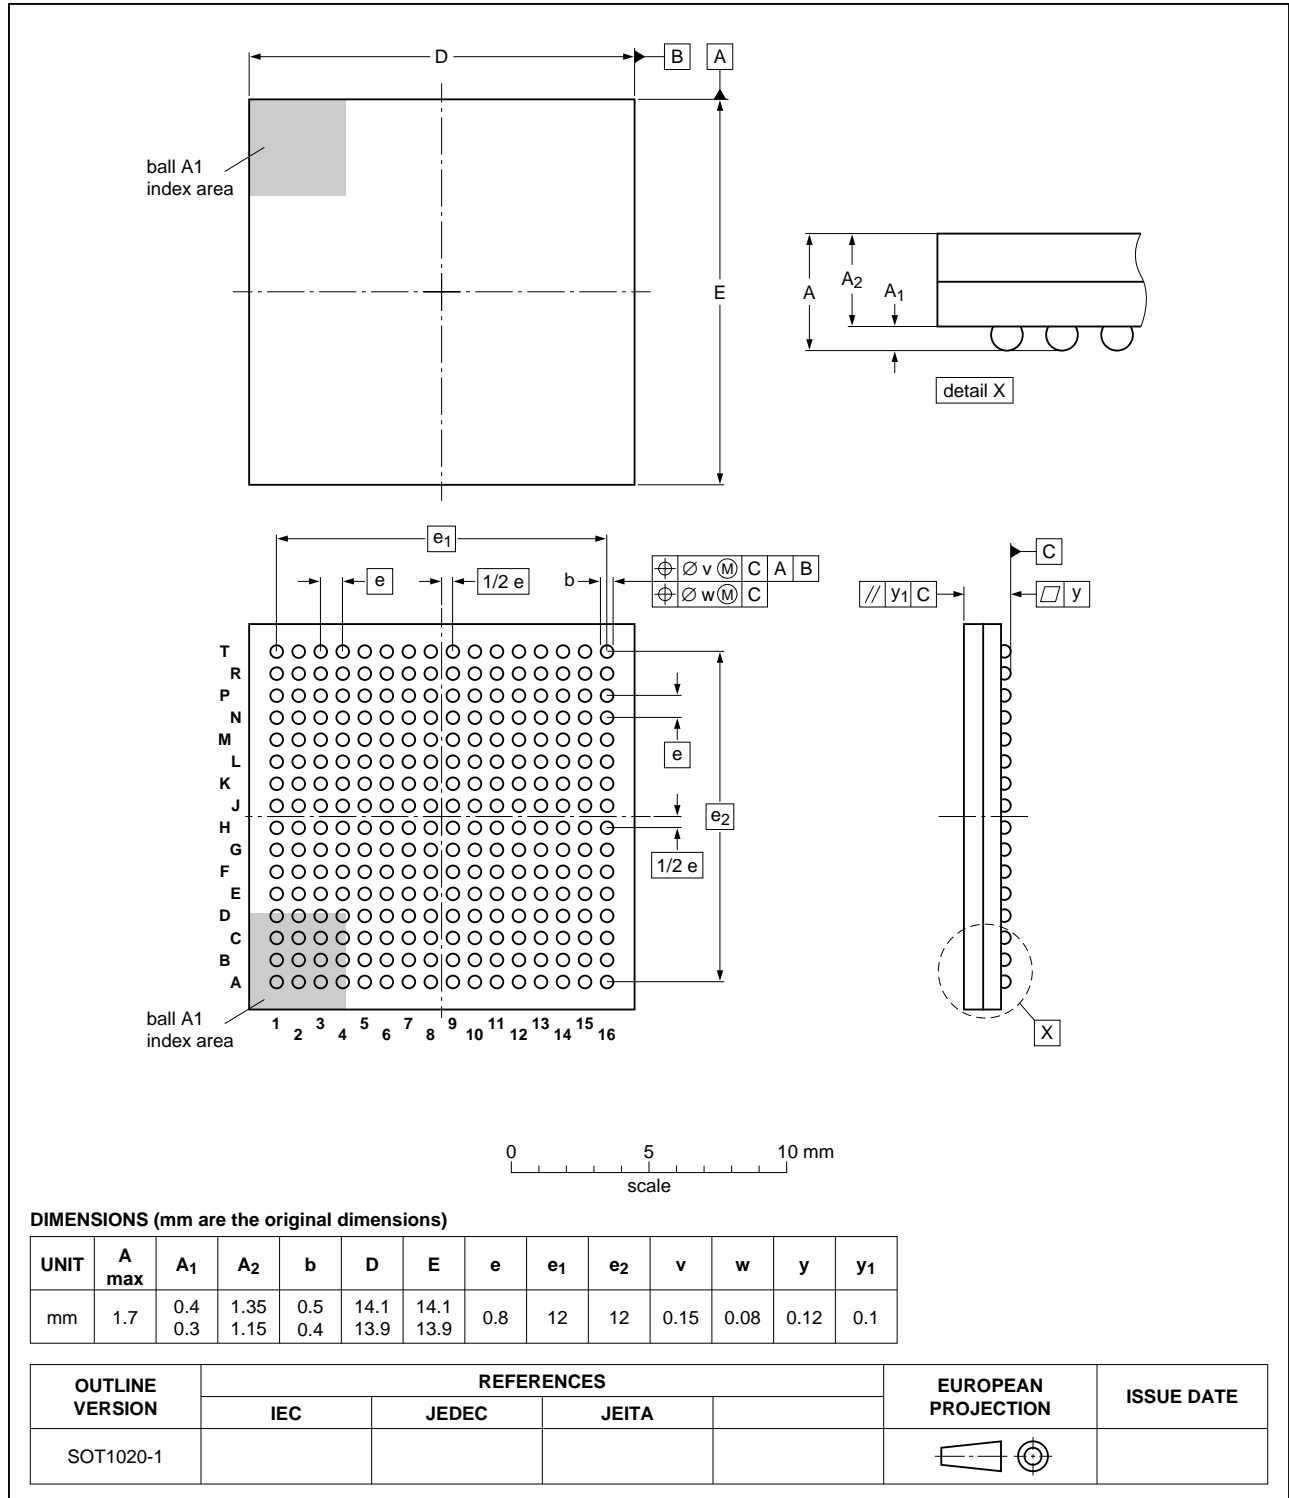 D
B
A
ball A1
index area
E
A
A2
A1
detail X
e1
e
1/2 e
b
Ø v M C A B
Ø w M C
C
// y1 C
y
T
R
P
N
M
L
K
J
H
G
F
E
D
C
B
A
e
e2
1/2 e
ball A1
index area
1 2 3 4 5 6 7 8 9 10 11 12 13 14 15 16
X
0 5 10 mm
scale
DIMENSIONS (mm are the original dimensions)
UNIT A max A1 A2 b D E e e1 e2 v w y y1
mm 1.7 0.4 0.3 1.35 1.15 0.5 0.4 14.1 13.9 14.1 13.9 0.8 12 12 0.15 0.08 0.12 0.1
OUTLINE VERSION REFERENCES EUROPEAN PROJECTION ISSUE DATE
IEC JEDEC JEITA
SOT1020-1